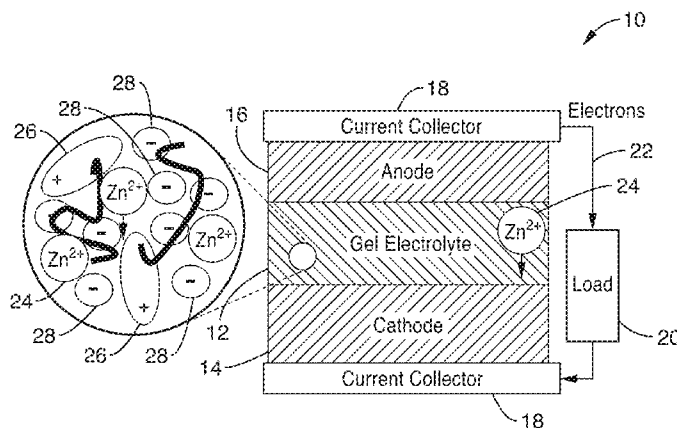 10
18
28
Electrons
28
16
Current Collector
26
22
Anode
+
Zn²⁺
24
Zn²⁺
Gel Electrolyte
Zn²⁺
Zn²⁺
Load
24
+
Cathode
28
12
20
26
28
14
Current Collector
18